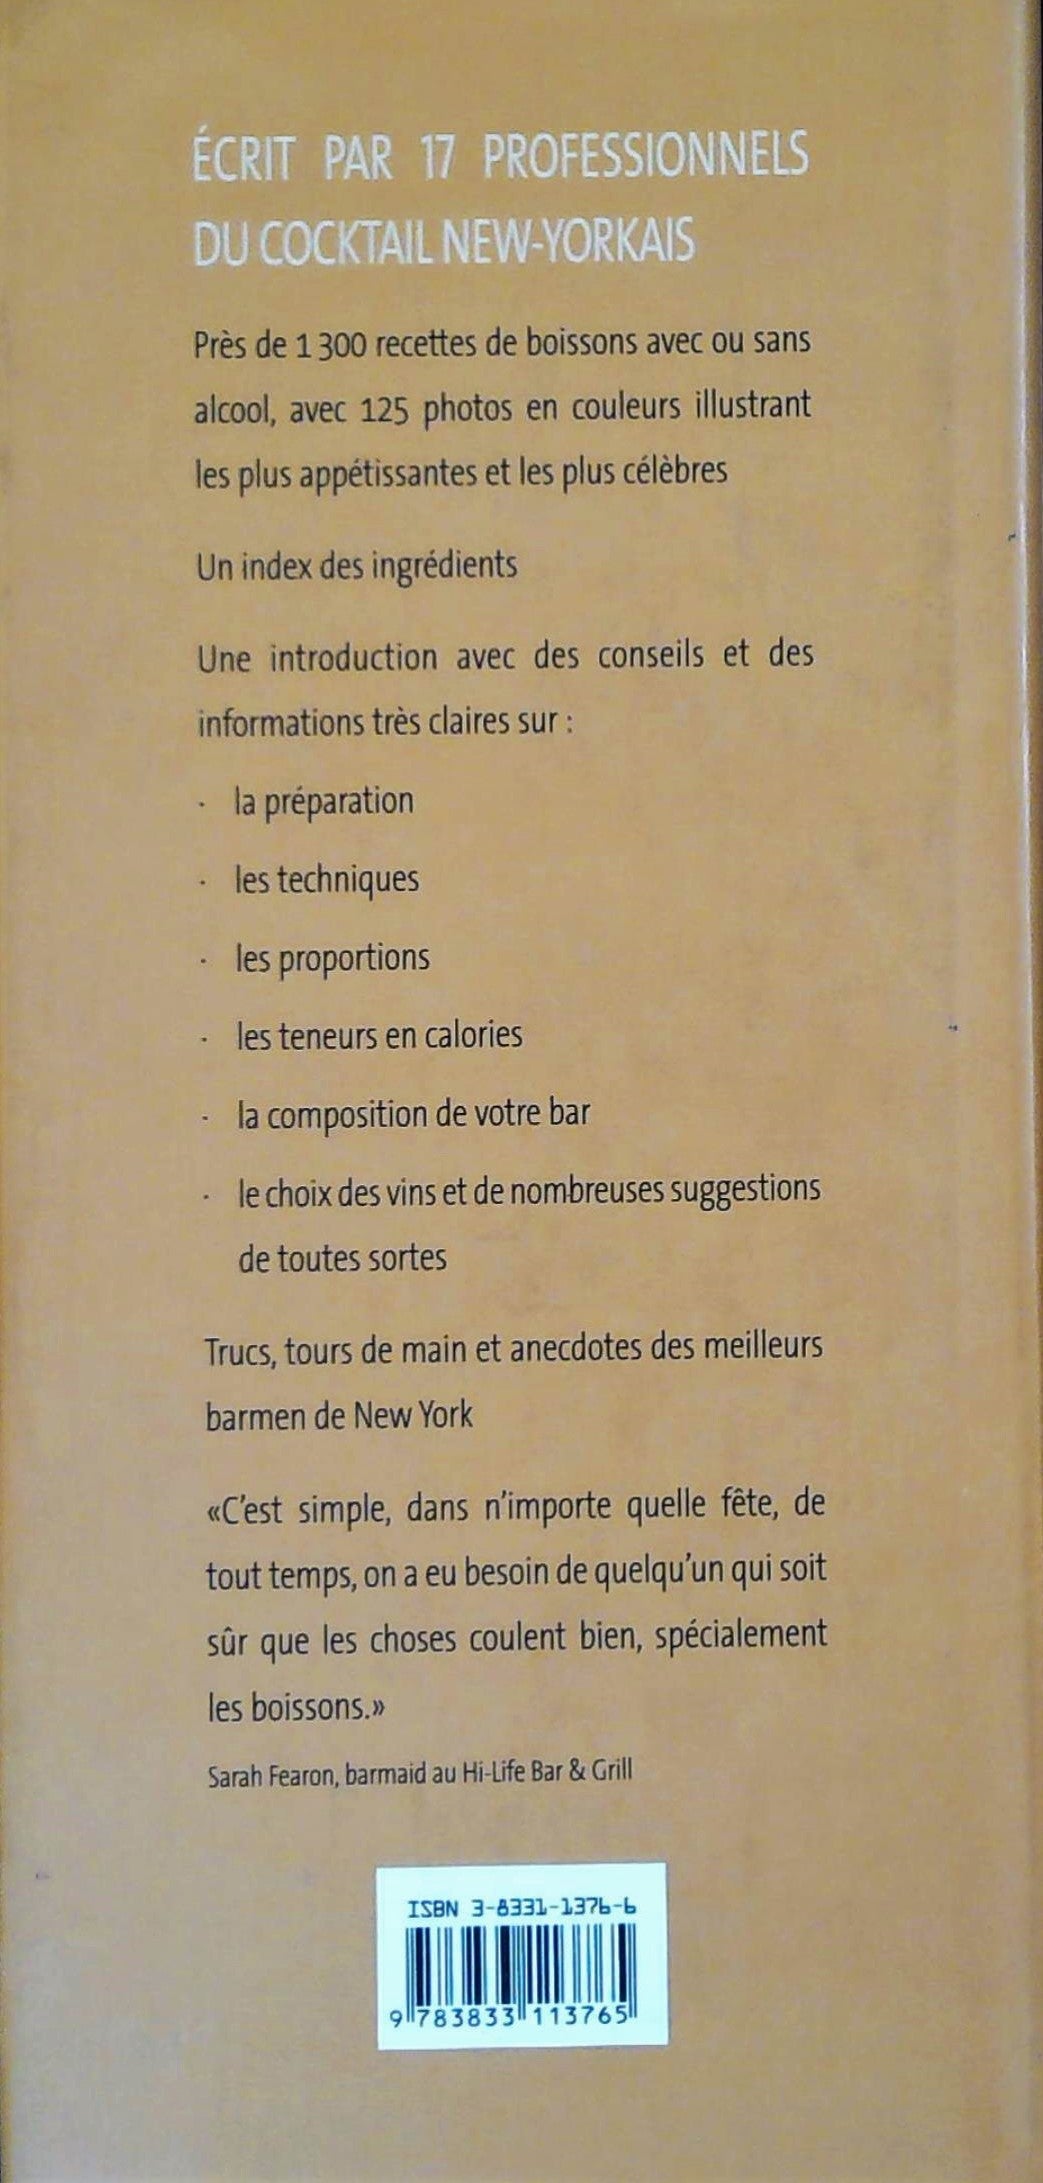 ÉCRIT PAR 17 PROFESSIONNELS
DU COCKTAIL NEW-YORKAIS
Près de 1 300 recettes de boissons avec ou sans
alcool, avec 125 photos en couleurs illustrant
les plus appétissantes et les plus célèbres
Un index des ingrédients
Une introduction avec des conseils et des
informations très claires sur :
· la préparation
· les techniques
· les proportions
· les teneurs en calories
· la composition de votre bar
· le choix des vins et de nombreuses suggestions
de toutes sortes
Trucs, tours de main et anecdotes des meilleurs
barmen de New York
«C'est simple, dans n'importe quelle fête, de
tout temps, on a eu besoin de quelqu'un qui soit
sûr que les choses coulent bien, spécialement
les boissons.»
Sarah Fearon, barmaid au Hi-Life Bar & Grill
ISBN 3-8331-1376-6
9 783833 113765